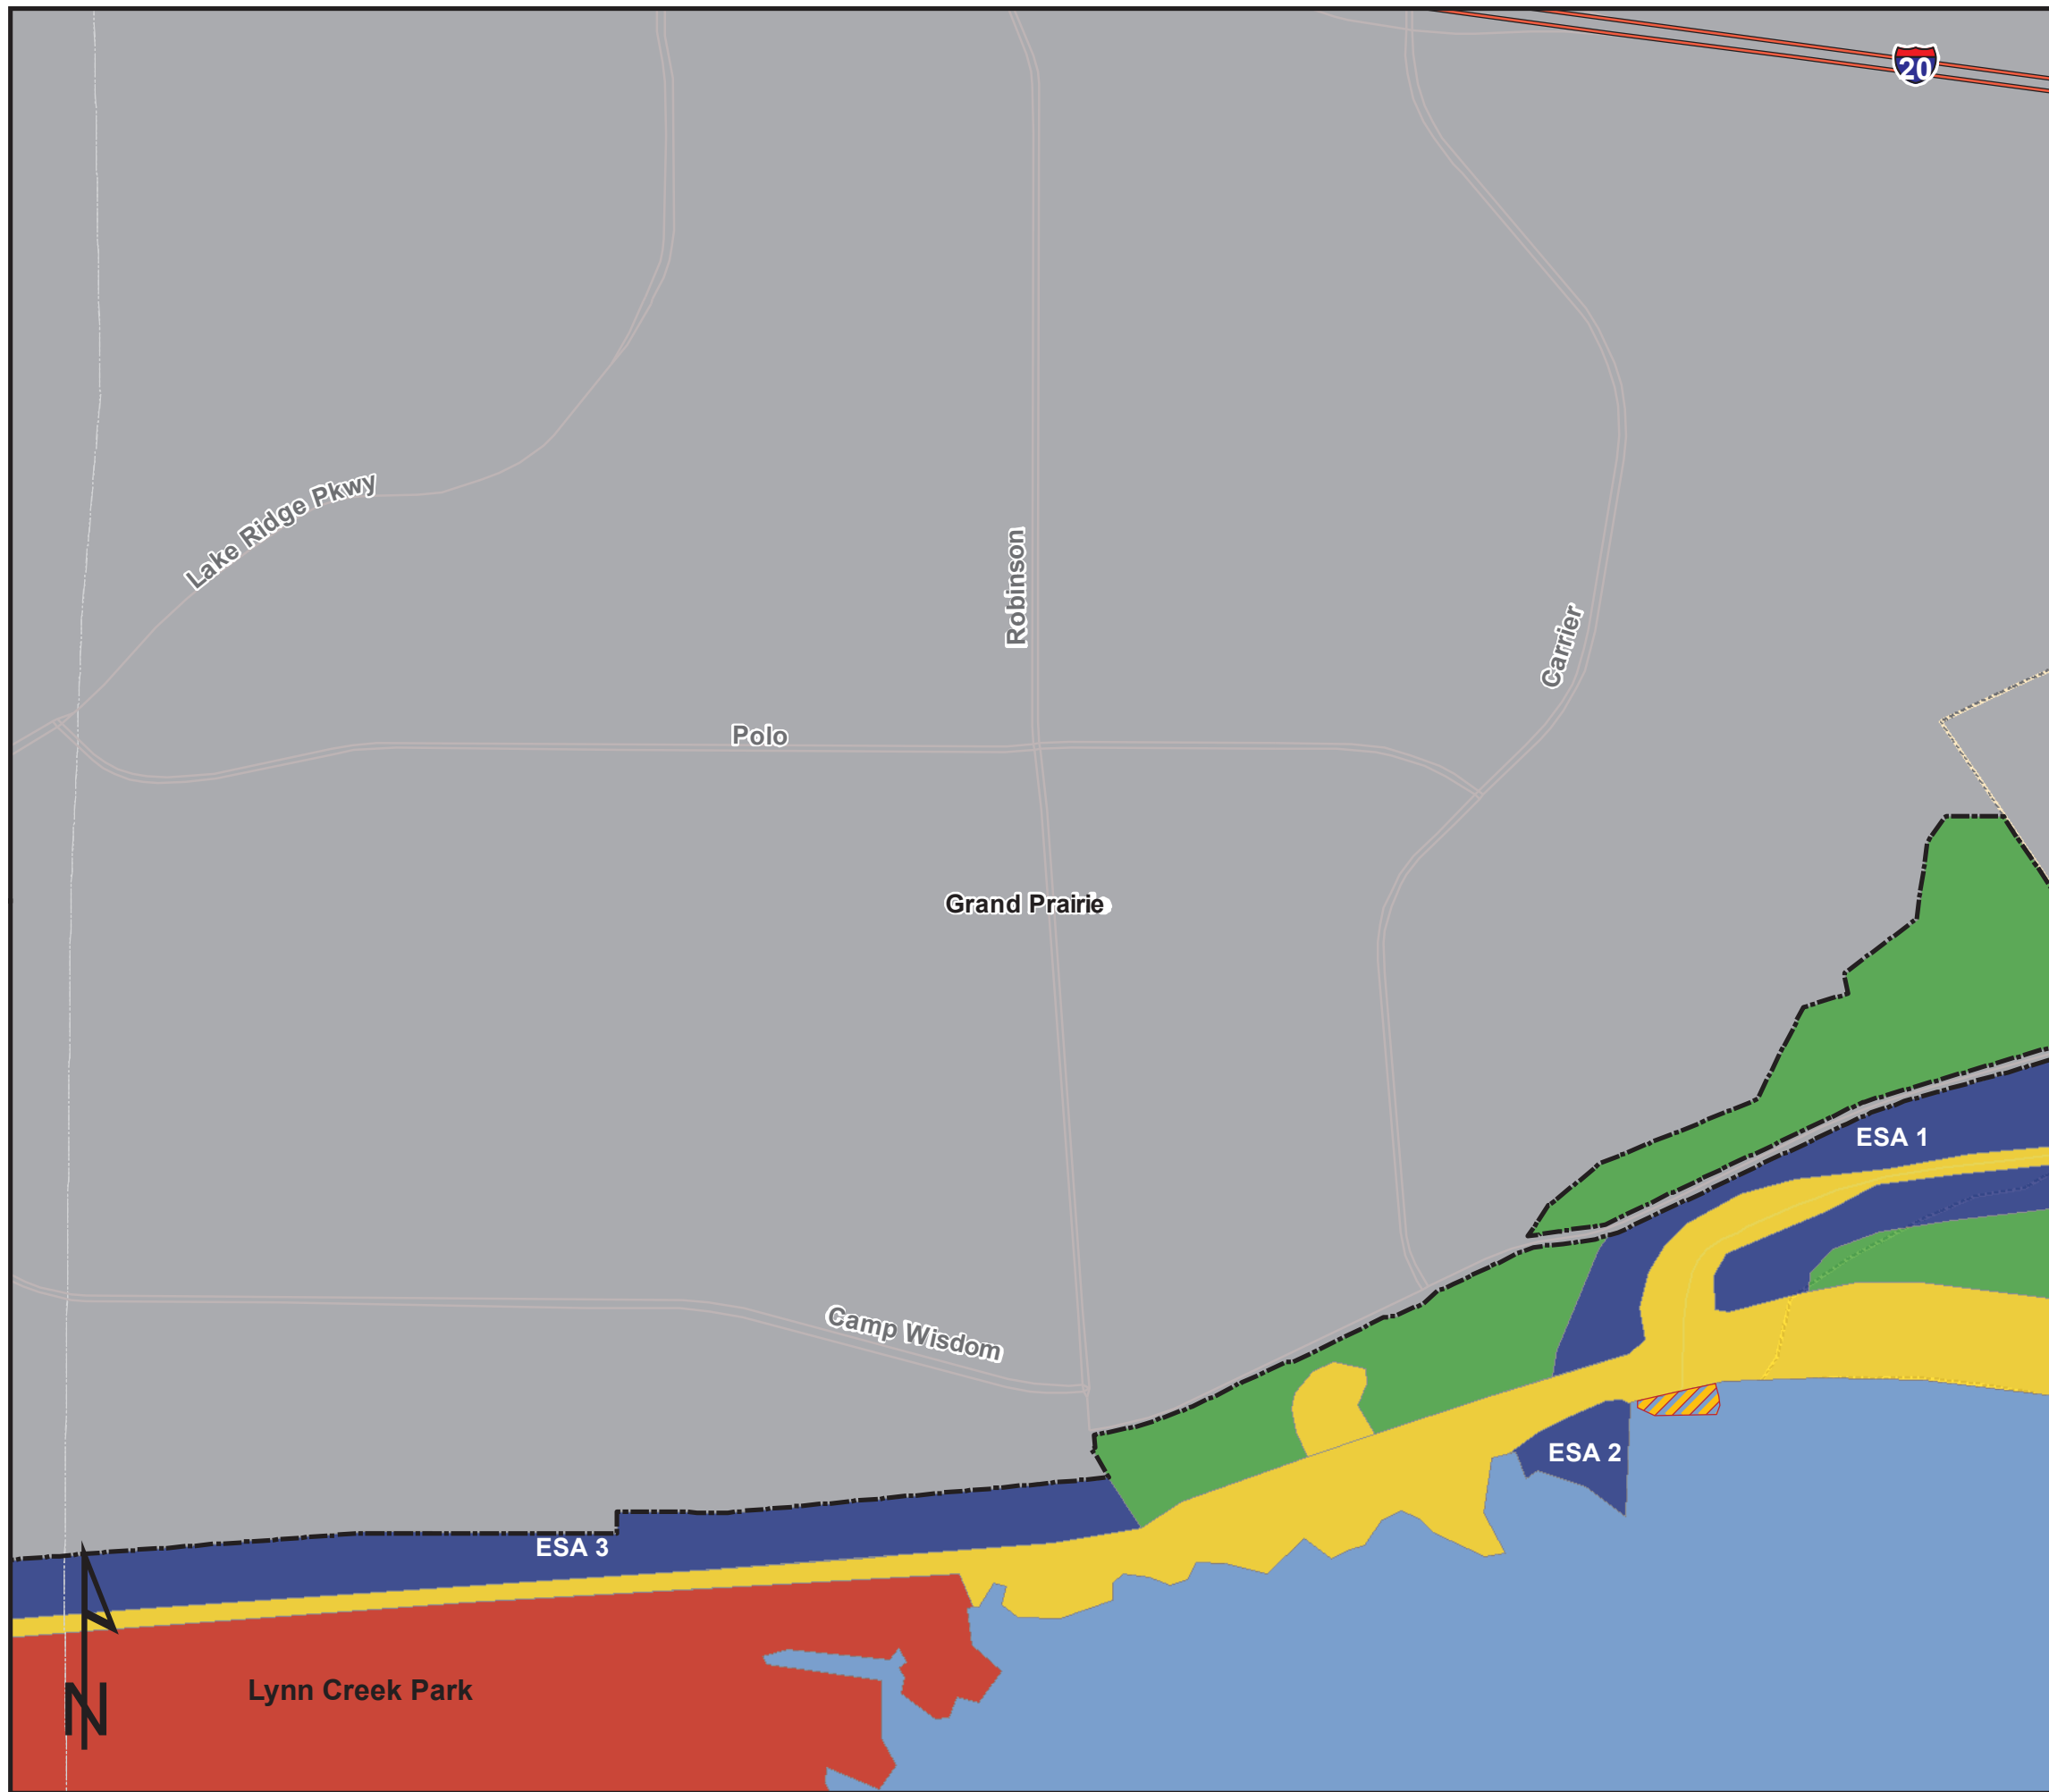 20
Lake Ridge Pkwy
Robinson
Carrier
Polo
Grand Prairie
ESA 1
Camp Wisdom
ESA 2
ESA 3
Lynn Creek Park
N